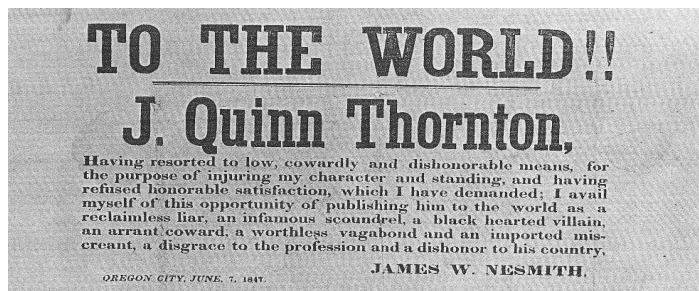 TO THE WORLD!!
J. Quinn Thornton,
Having resorted to low, cowardly and dishonorable means, for
the purpose of injuring my character and standing, and having
refused honorable satisfaction, which I have demanded; I avail
myself of this opportunity of publishing him to the world as a
reclaimless liar, an infamous scoundrel, a black hearted villain,
an arrant coward, a worthless vagabond and an imported mis-
creant, a disgrace to the profession and a dishonor to his country,
JAMES W. NESMITH.
OREGON CITY, JUNE, 7, 1847.